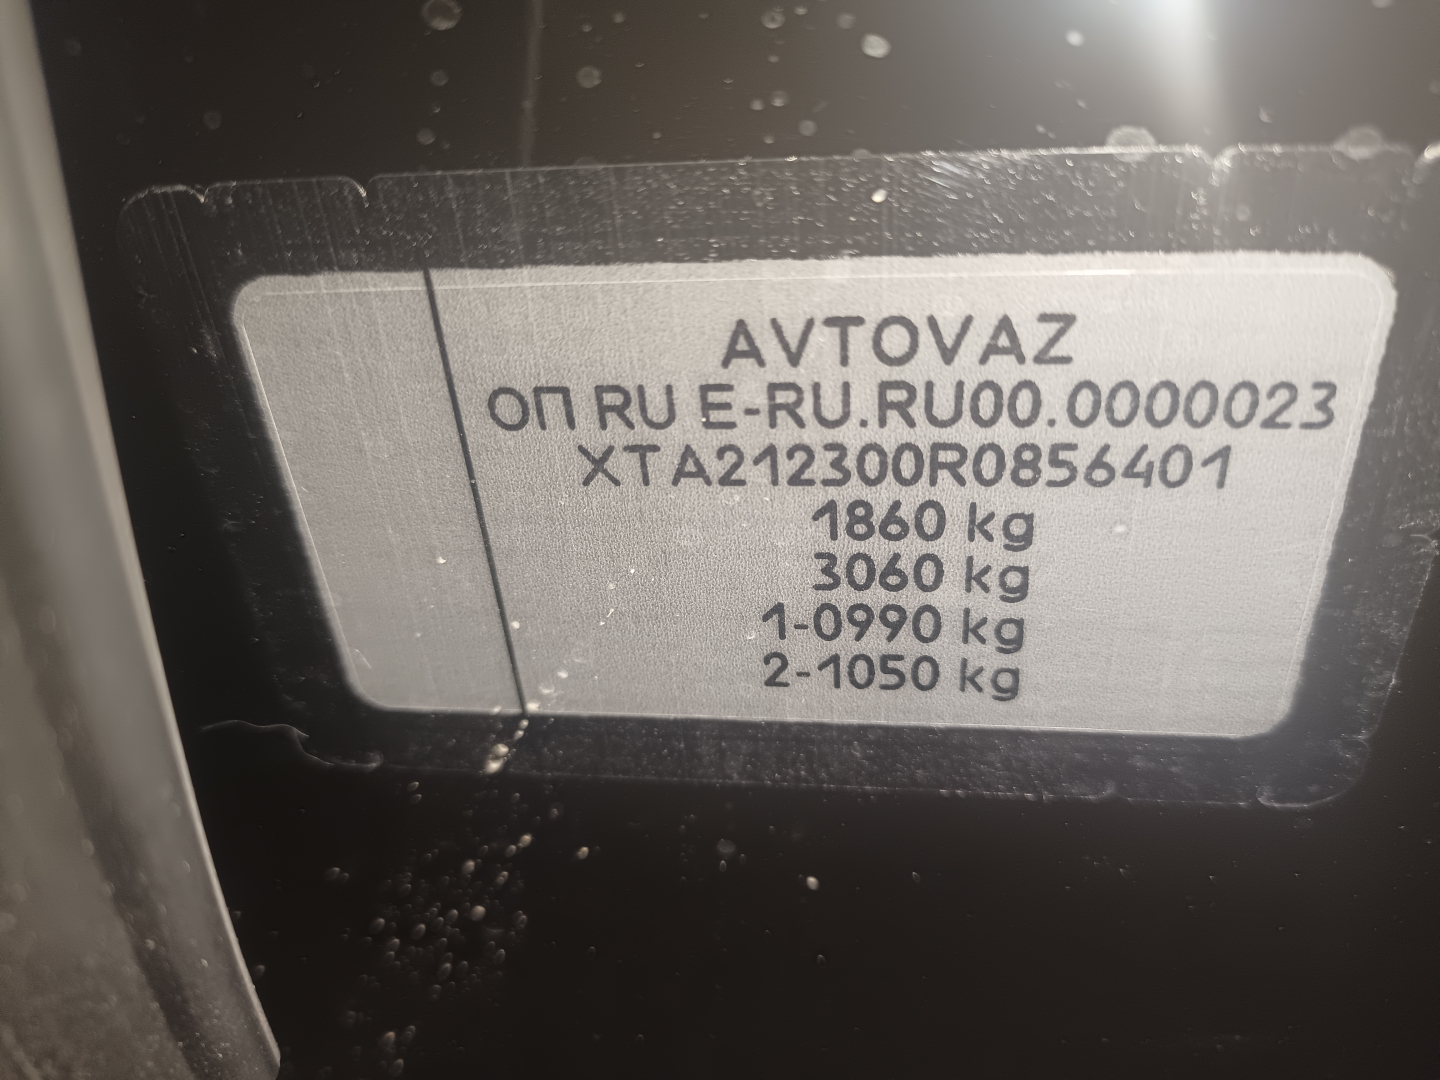 AVTOVAZ
ОП RU E-RU.RU00.0000023
XTA212300R0856401
1860 kg
3060 kg
1-0990 kg
2-1050 kg